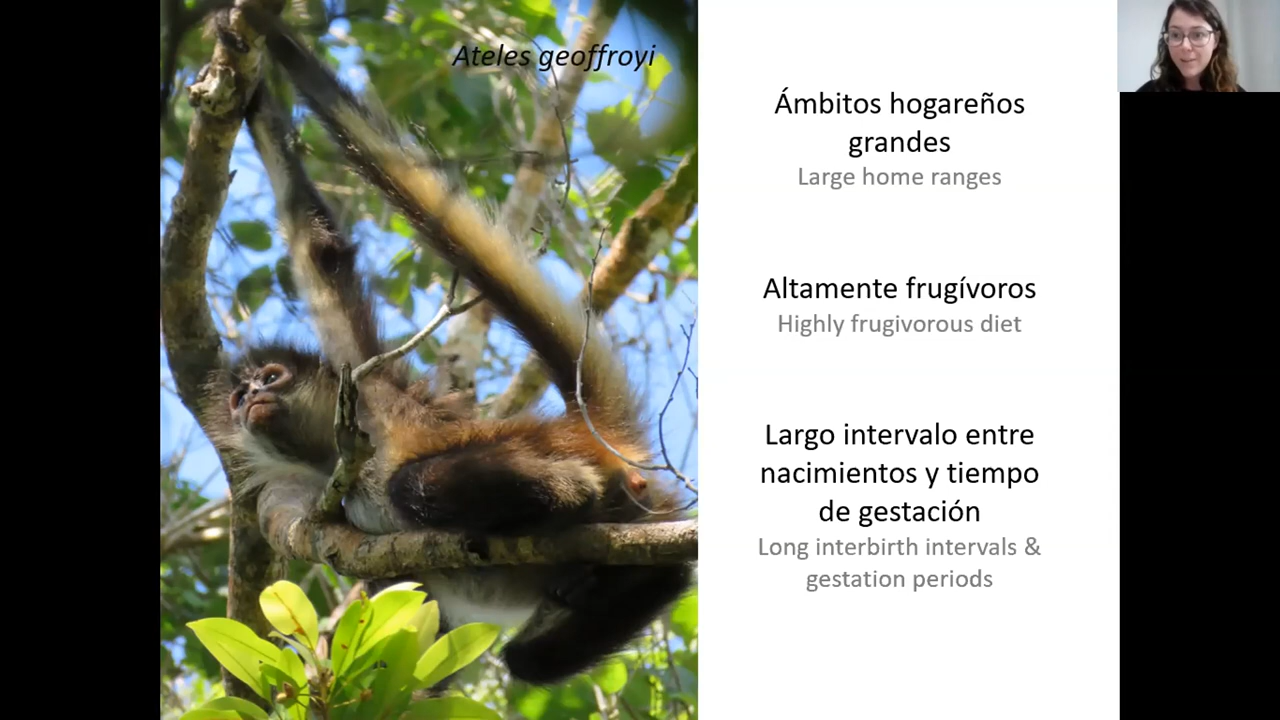 Ateles geoffroyi
Ámbitos hogareños
grandes
Large home ranges
Altamente frugívoros
Highly frugivorous diet
Largo intervalo entre
nacimientos y tiempo
de gestación
Long interbirth intervals &
gestation periods